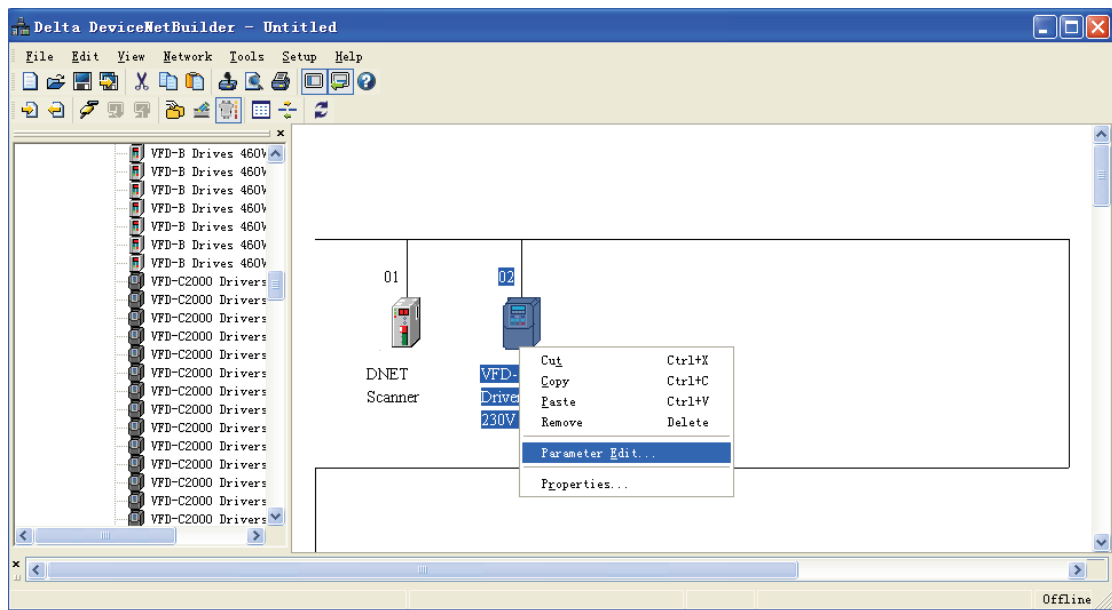 Delta DeviceNetBuilder - Untitled
File Edit View Network Tools Setup Help
VFD-B Drives 460V
VFD-B Drives 460V
VFD-B Drives 460V
VFD-B Drives 460V
VFD-B Drives 460V
VFD-B Drives 460V
VFD-B Drives 460V
VFD-C2000 Drivers
VFD-C2000 Drivers
VFD-C2000 Drivers
VFD-C2000 Drivers
VFD-C2000 Drivers
VFD-C2000 Drivers
VFD-C2000 Drivers
VFD-C2000 Drivers
VFD-C2000 Drivers
VFD-C2000 Drivers
VFD-C2000 Drivers
VFD-C2000 Drivers
VFD-C2000 Drivers
VFD-C2000 Drivers
01
DNET
Scanner
02
VFD-
Driver
230V
Cut Ctrl+X
Copy Ctrl+C
Paste Ctrl+V
Remove Delete
Parameter Edit...
Properties...
Offline